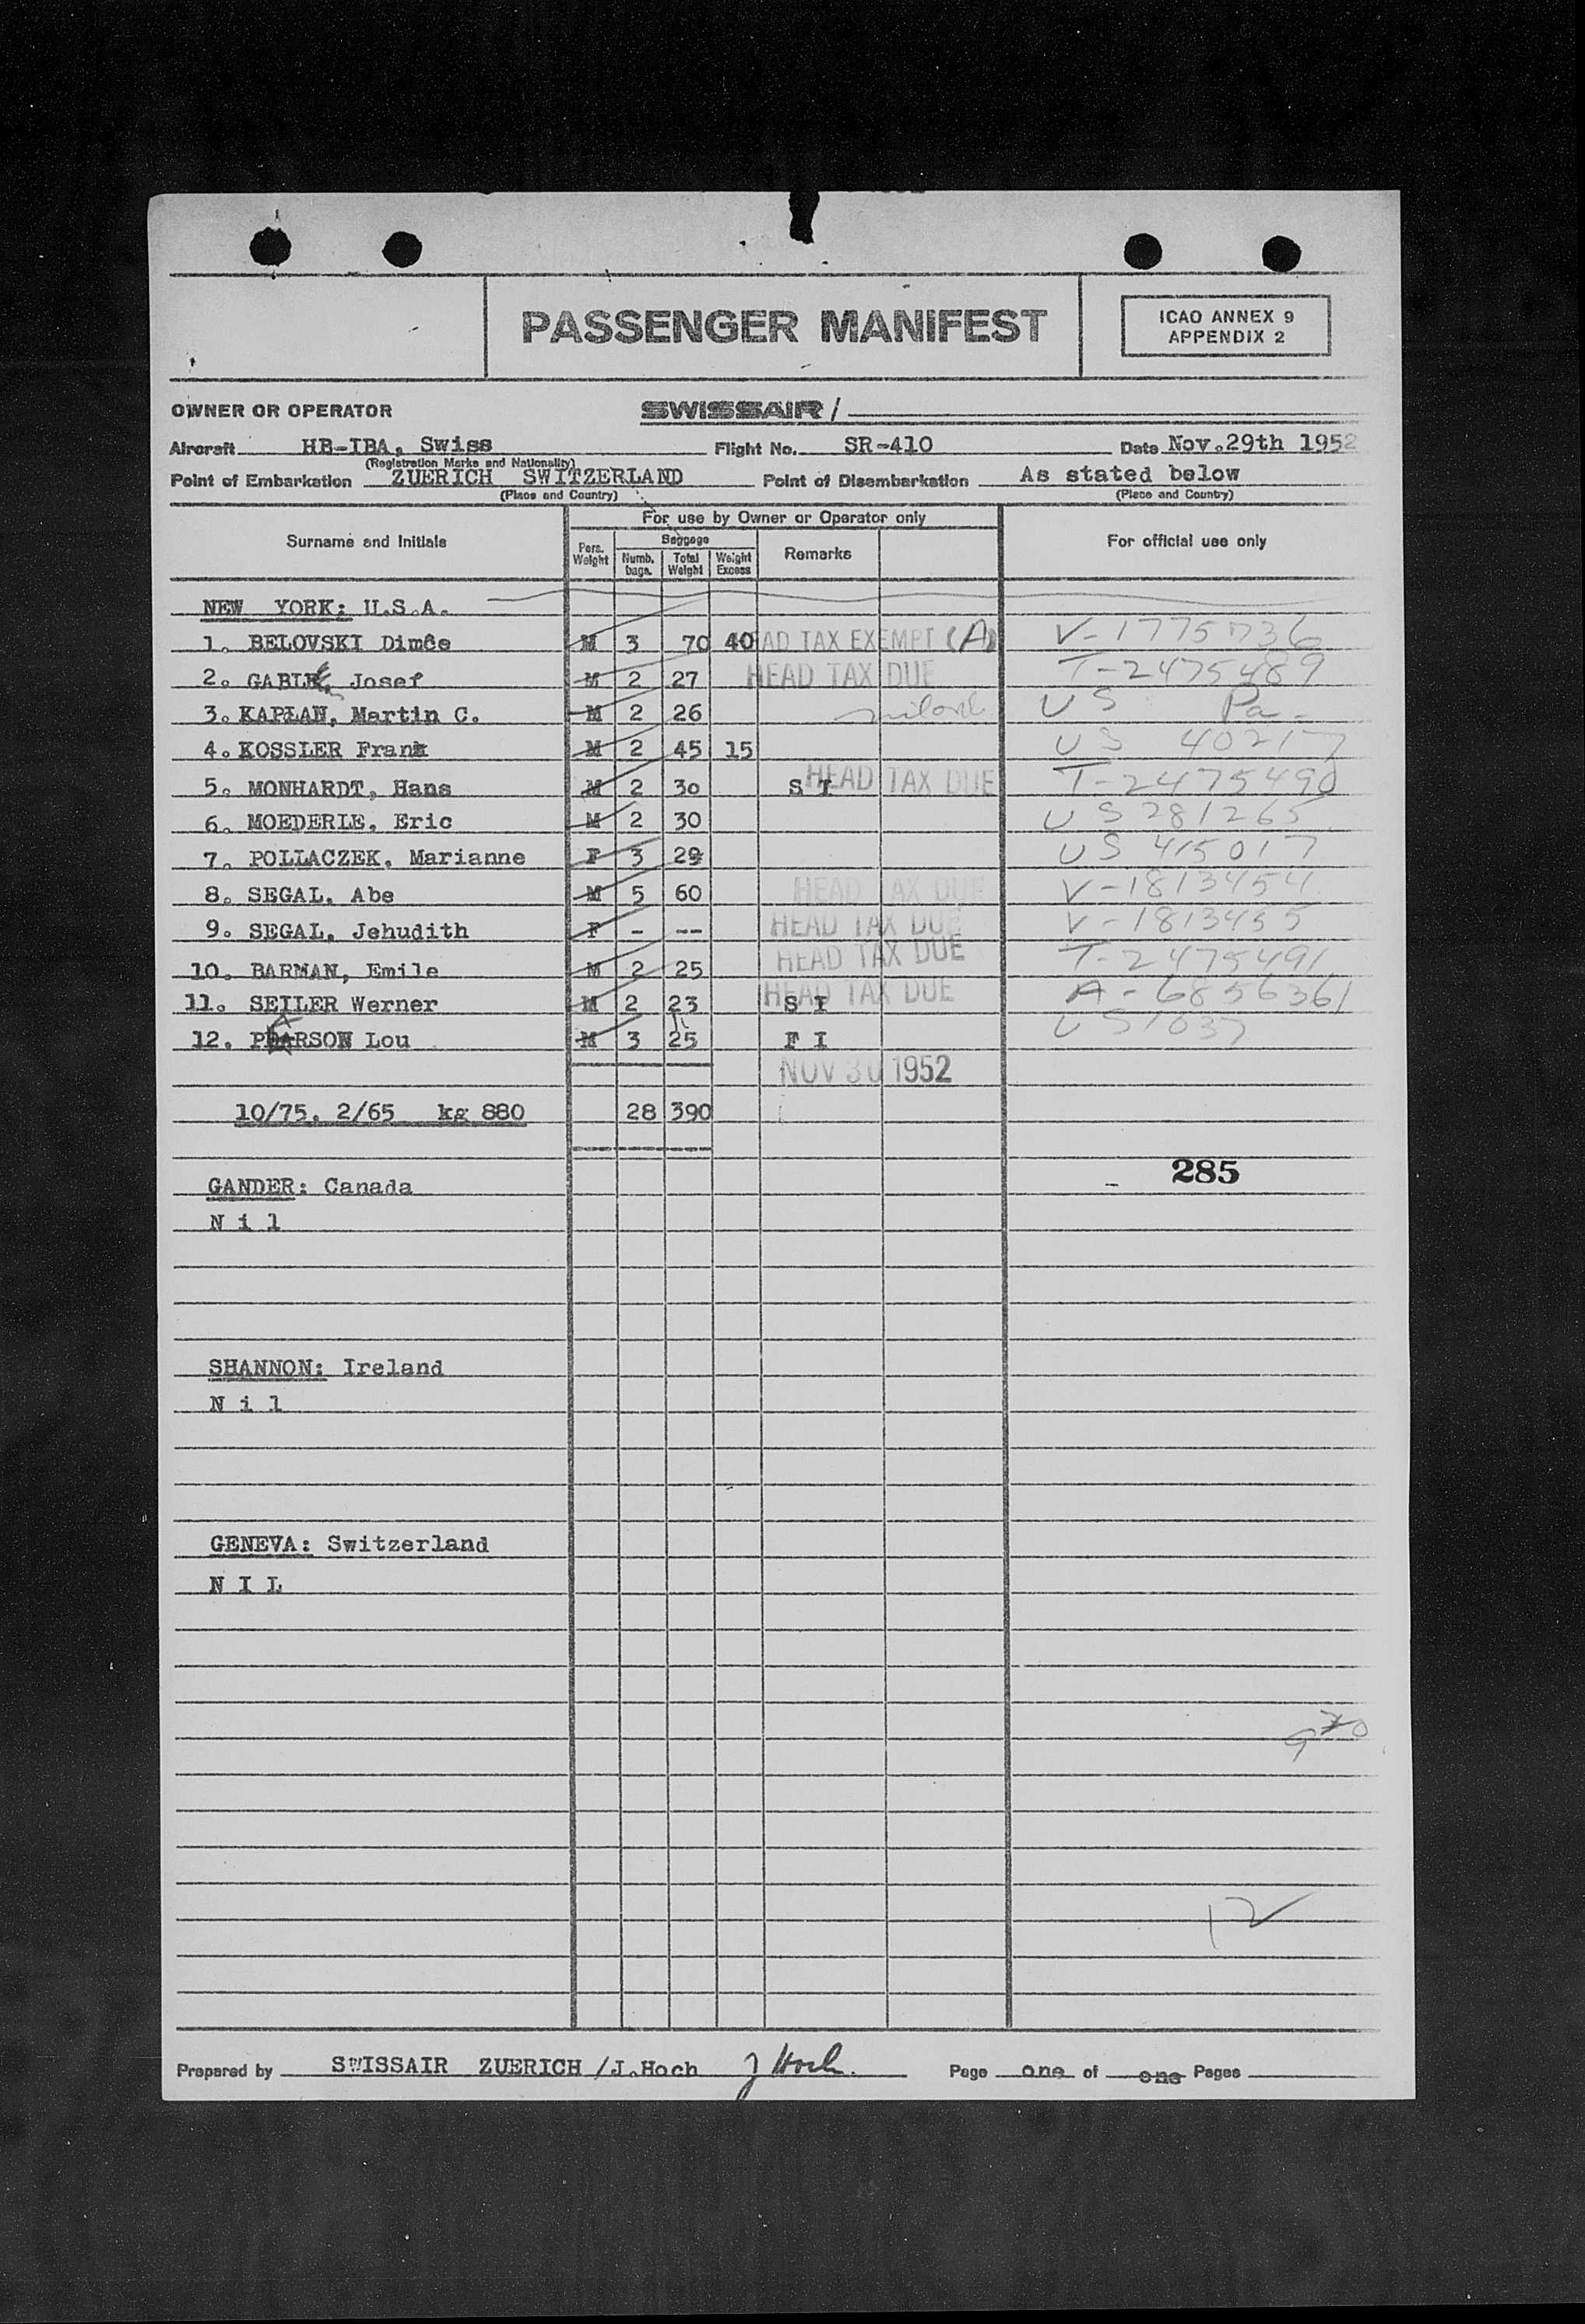 PASSENGER MANIFEST
ICAO ANNEX 9
APPENDIX 2
OWNER OR OPERATOR SWISSAIR /
Aircraft HB-IBA, Swiss Flight No. SR-410 Date Nov.29th 1952
(Registration Marks and Nationality)
Point of Embarkation ZUERICH SWITZERLAND Point of Disembarkation As stated below
(Place and Country) (Place and Country)
For use by Owner or Operator only
Surname and Initials Pers. Weight Baggage Numb. bags. Total Weight Weight Excess Remarks For official use only
NEW YORK: U.S.A.
1. BELOVSKI Dimče M 3 70 40 AD TAX EXEMPT (A) V-1775736
2. GABLE, Josef M 2 27 HEAD TAX DUE T-2475489
3. KAPLAN, Martin C. M 2 26 US Pa-
4. KOSSLER Frank M 2 45 15 US 40217
5. MONHARDT, Hans M 2 30 S I HEAD TAX DUE T-2475490
6. MOEDERLE, Eric M 2 30 US 281265
7. POLLACZEK, Marianne F 3 29 US 415017
8. SEGAL, Abe M 5 60 HEAD TAX DUE V-1813454
9. SEGAL, Jehudith F - -- HEAD TAX DUE V-1813455
10. BARMAN, Emile M 2 25 HEAD TAX DUE T-2475491
11. SEILER Werner M 2 23 S I HEAD TAX DUE A-6856361
12. PEARSON Lou M 3 25 F I US 1037
NOV 30 1952
10/75, 2/65 kg 880 28 390
285
GANDER: Canada
N i l
SHANNON: Ireland
N i l
GENEVA: Switzerland
N I L
970
12
Prepared by SWISSAIR ZUERICH /J.Hoch J Hoch. Page one of one Pages